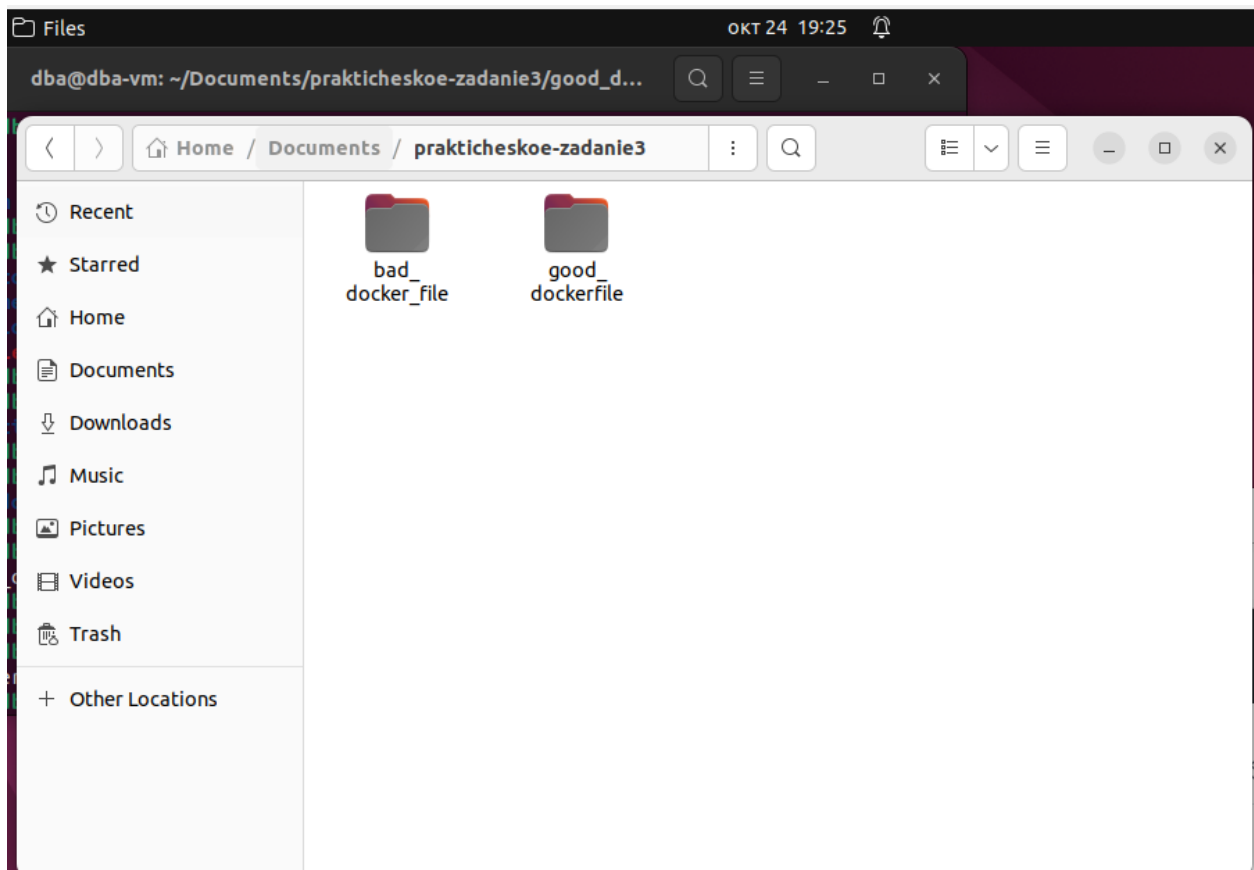 Files
окт 24 19:25
dba@dba-vm: ~/Documents/prakticheskoe-zadanie3/good_d...
Home / Documents / prakticheskoe-zadanie3
Recent
Starred
Home
Documents
Downloads
Music
Pictures
Videos
Trash
+ Other Locations
bad_
docker_file
good_
dockerfile